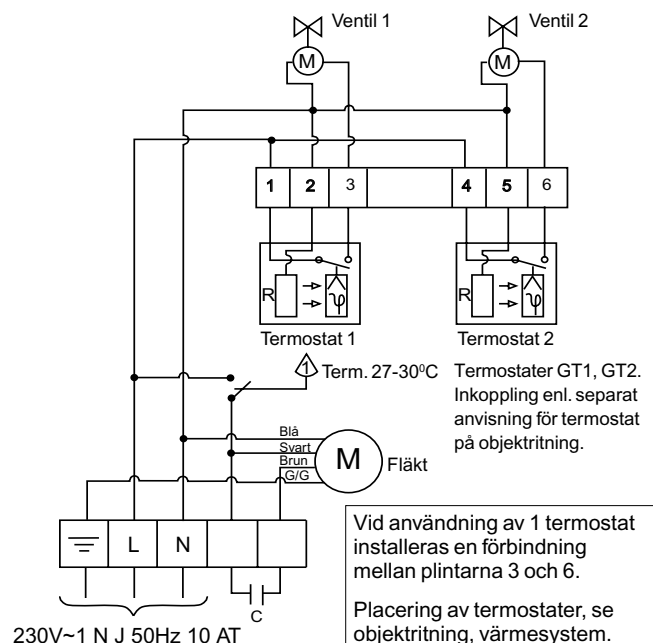 Ventil 1
Ventil 2
M
M
1 2 3 4 5 6
R
R
Termostat 1
Termostat 2
1
Term. 27-30⁰C
Termostater GT1, GT2.
Inkoppling enl. separat
anvisning för termostat
på objektritning.
Blå
Svart
Brun
G/G
M
Fläkt
L
N
C
230V~1 N J 50Hz 10 AT
Vid användning av 1 termostat
installeras en förbindning
mellan plintarna 3 och 6.
Placering av termostater, se
objektritning, värmesystem.